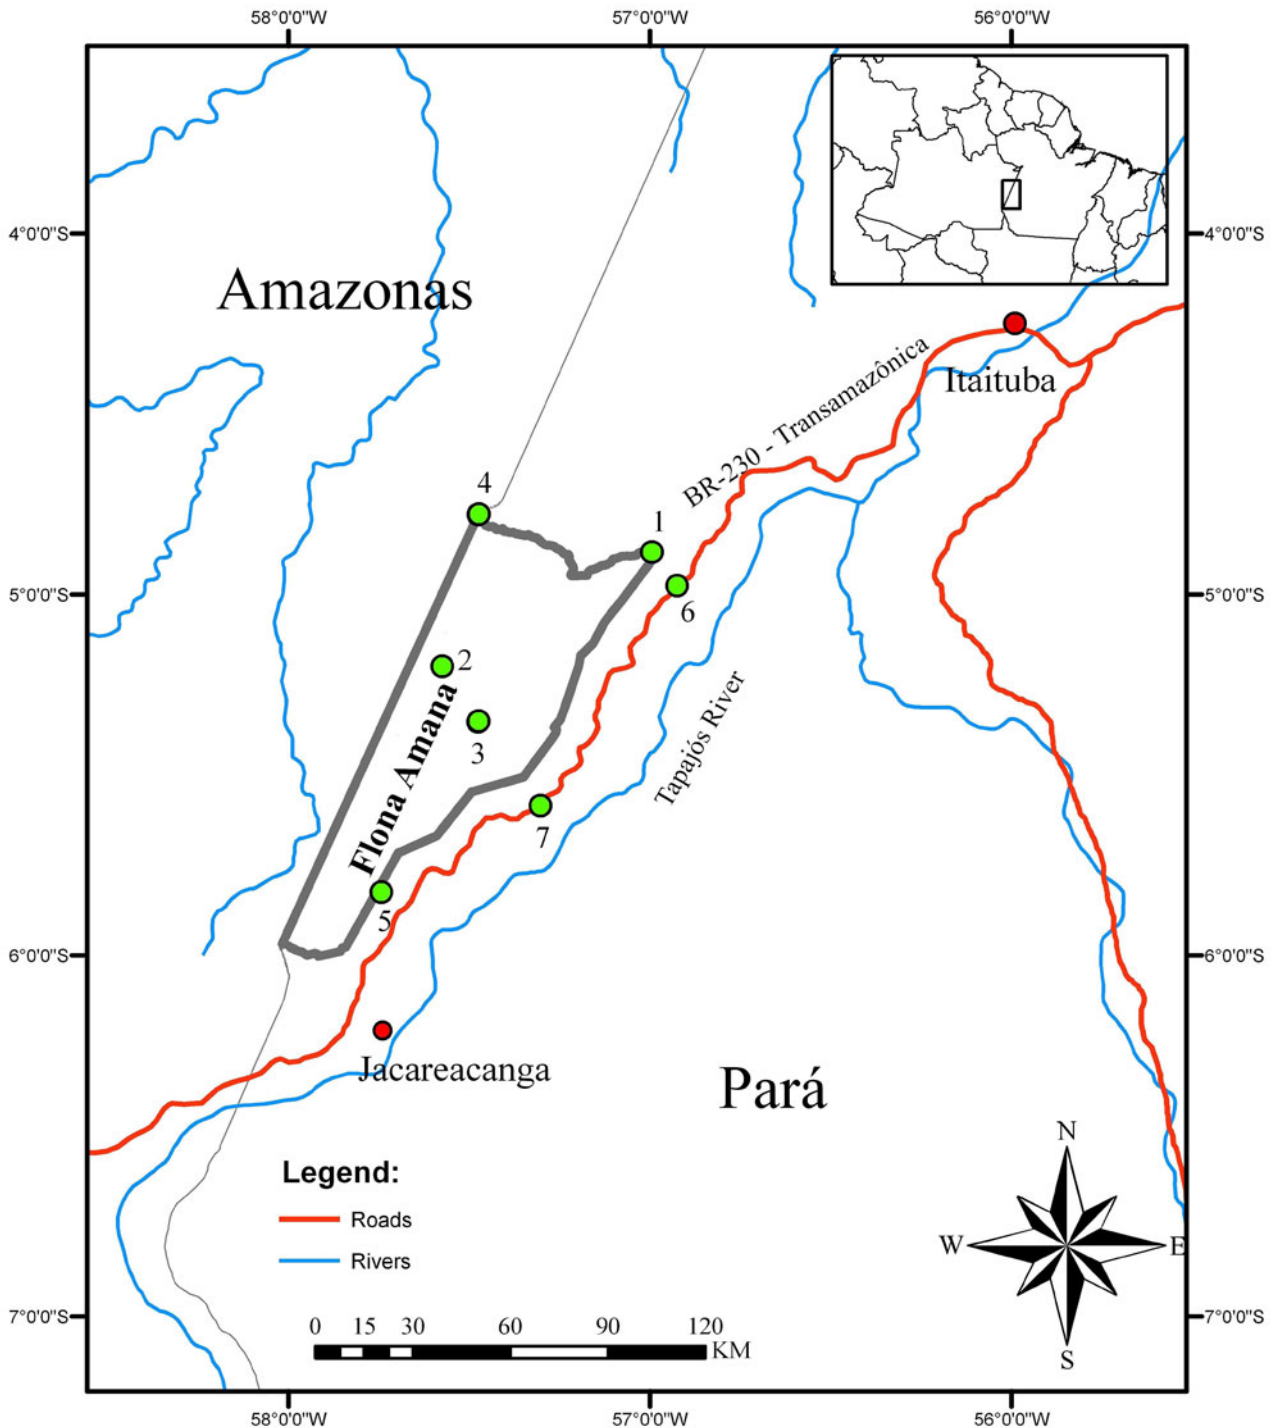 58°0'0"W 57°0'0"W 56°0'0"W
4°0'0"S 4°0'0"S
Amazonas
Itaituba
BR-230 - Transamazônica
4
1
5°0'0"S 5°0'0"S
6
2
3
Flona Amana
Tapajós River
7
5
6°0'0"S 6°0'0"S
Jacareacanga
Pará
N
Legend:
Roads
W E
Rivers
7°0'0"S 7°0'0"S
0 15 30 60 90 120
KM
S
58°0'0"W 57°0'0"W 56°0'0"W